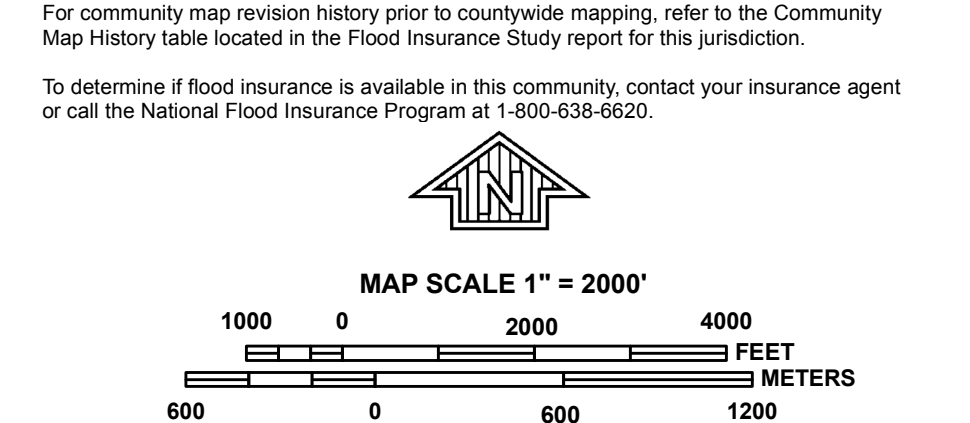 For community map revision history prior to countywide mapping, refer to the Community
Map History table located in the Flood Insurance Study report for this jurisdiction.
To determine if flood insurance is available in this community, contact your insurance agent
or call the National Flood Insurance Program at 1-800-638-6620.
N
MAP SCALE 1" = 2000'
1000 0 2000 4000
FEET
METERS
600 0 600 1200